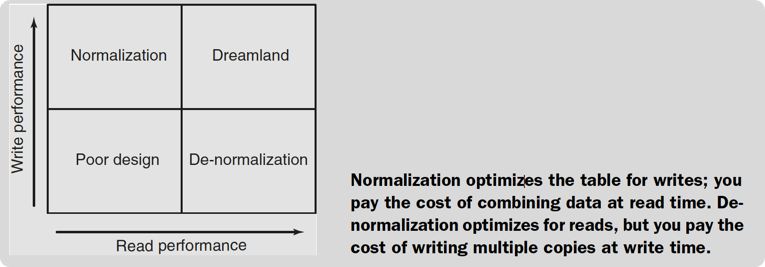 Write performance
Normalization
Dreamland
Poor design
De-normalization
Read performance
Normalization optimizes the table for writes; you
pay the cost of combining data at read time. De-
normalization optimizes for reads, but you pay the
cost of writing multiple copies at write time.